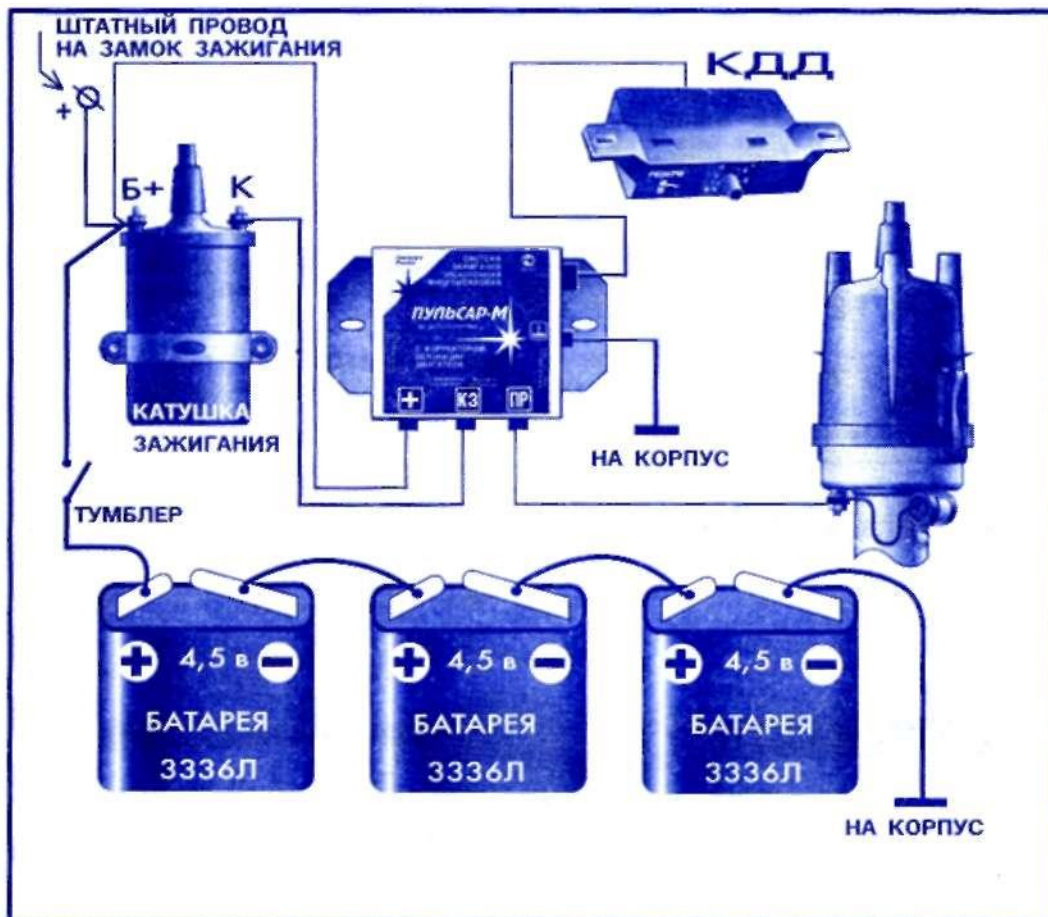 ШТАТНЫЙ ПРОВОД
НА ЗАМОК ЗАЖИГАНИЯ
+
КДД
Б+
К
ПУЛЬСАР-М
+
КЗ
ПР
КАТУШКА
ЗАЖИГАНИЯ
НА КОРПУС
ТУМБЛЕР
+ 4,5 в −
БАТАРЕЯ
3336Л
+ 4,5 в −
БАТАРЕЯ
3336Л
+ 4,5 в −
БАТАРЕЯ
3336Л
НА КОРПУС